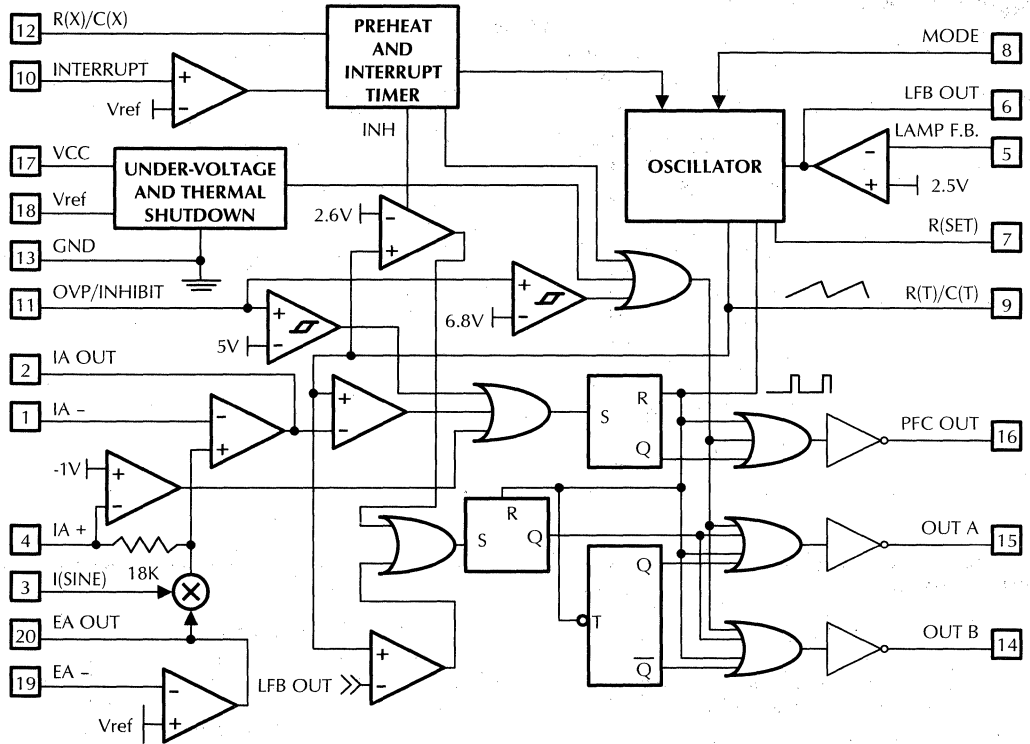 12 R(X)/C(X)
PREHEAT
AND
INTERRUPT
TIMER
MODE 8
10 INTERRUPT
+
Vref
−
INH
LFB OUT 6
LAMP F.B. 5
OSCILLATOR
−
+
2.5V
17 VCC
18 Vref
UNDER-VOLTAGE
AND THERMAL
SHUTDOWN
2.6V
−
+
R(SET) 7
13 GND
11 OVP/INHIBIT
+
5V
−
+
6.8V
−
R(T)/C(T) 9
2 IA OUT
1 IA −
−
+
+
−
S
R
Q
PFC OUT 16
-1V
+
−
4 IA +
18K
R
S
Q
OUT A 15
3 I(SINE)
×
20 EA OUT
Q
T
Q
OUT B 14
19 EA −
−
Vref
+
+
LFB OUT
−